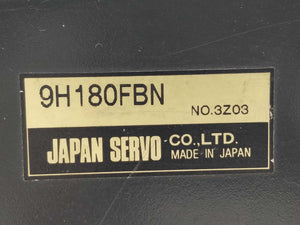 9H180FBN NO.3Z03
JAPAN SERVO CO.,LTD.
MADE IN JAPAN